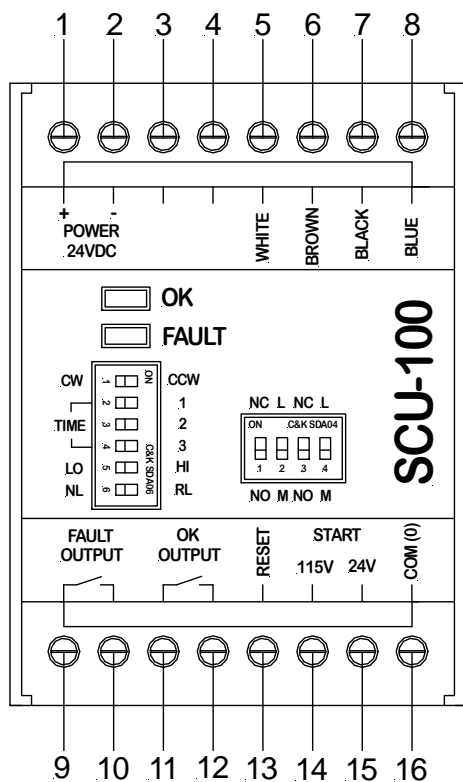 1 2 3 4 5 6 7 8
+ -
POWER
24VDC
WHITE
BROWN
BLACK
BLUE
OK
FAULT
SCU-100
CW 1 ON CCW
2 1
TIME 3 2
4 3
LO 5 HI
NL 6 RL
C&K SDA06
NC L NC L
ON C&K SDA04
1 2 3 4
NO M NO M
FAULT
OUTPUT
OK
OUTPUT
RESET
START
115V 24V
COM (0)
9 10 11 12 13 14 15 16